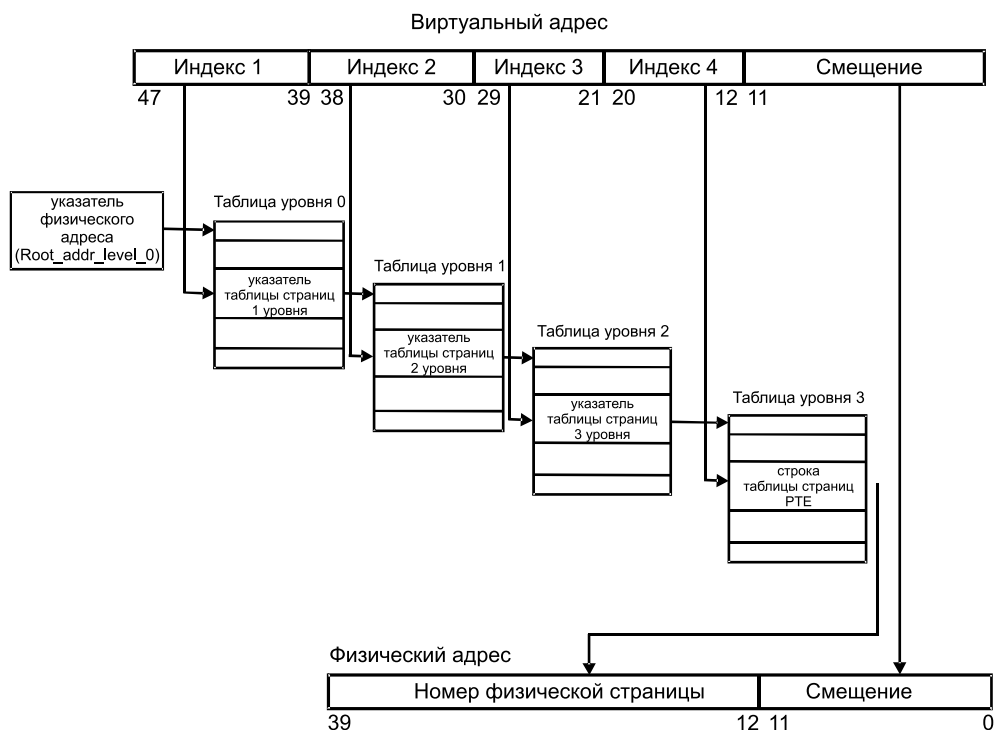 Виртуальный адрес
Индекс 1 Индекс 2 Индекс 3 Индекс 4 Смещение
47 39 38 30 29 21 20 12 11
указатель
физического
адреса
(Root_addr_level_0)
Таблица уровня 0
указатель
таблицы страниц
1 уровня
Таблица уровня 1
указатель
таблицы страниц
2 уровня
Таблица уровня 2
указатель
таблицы страниц
3 уровня
Таблица уровня 3
строка
таблицы страниц
PTE
Физический адрес
Номер физической страницы Смещение
39 12 11 0